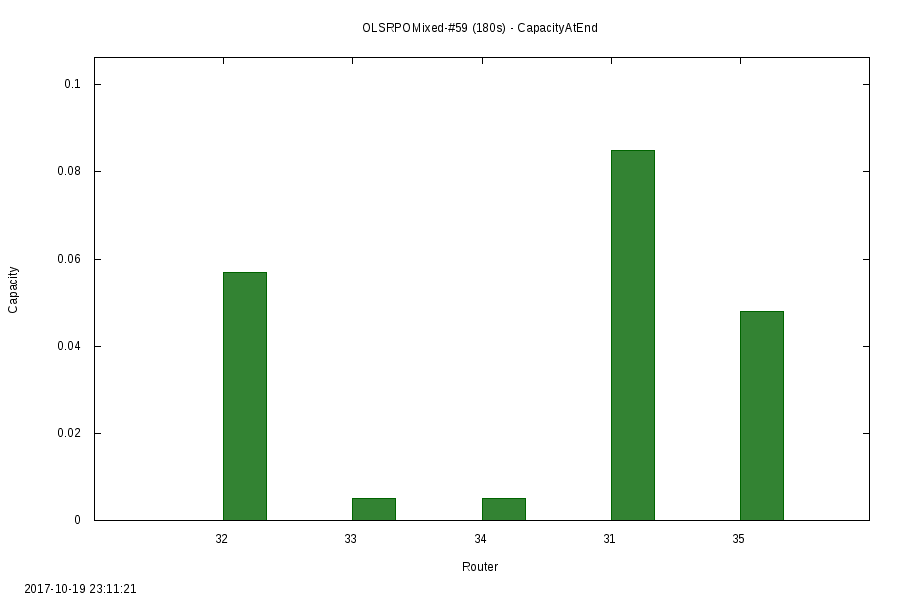 OLSRPOMixed-#59 (180s) - CapacityAtEnd
0.1
0.08
0.06
0.04
0.02
0
Capacity
32 33 34 31 35
Router
2017-10-19 23:11:21